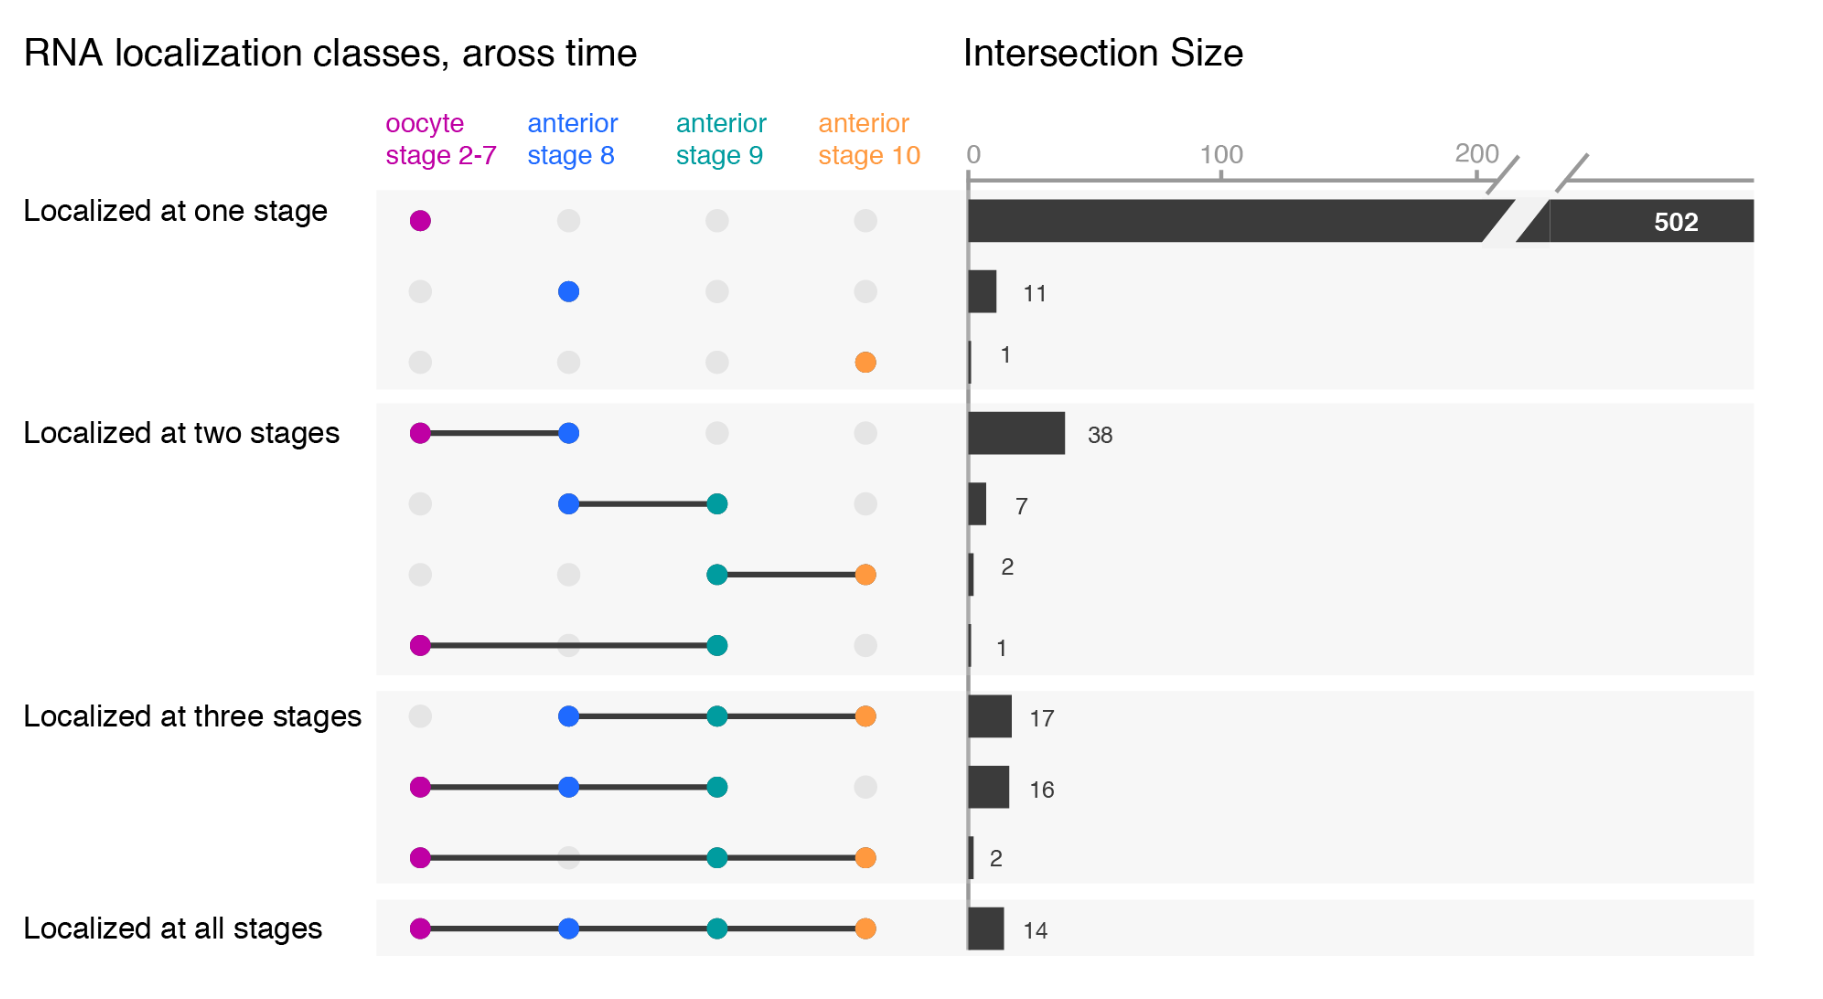 RNA localization classes, aross time
Intersection Size
oocyte
stage 2-7
anterior
stage 8
anterior
stage 9
anterior
stage 10
0
100
200
Localized at one stage
502
11
1
Localized at two stages
38
7
2
1
Localized at three stages
17
16
2
Localized at all stages
14